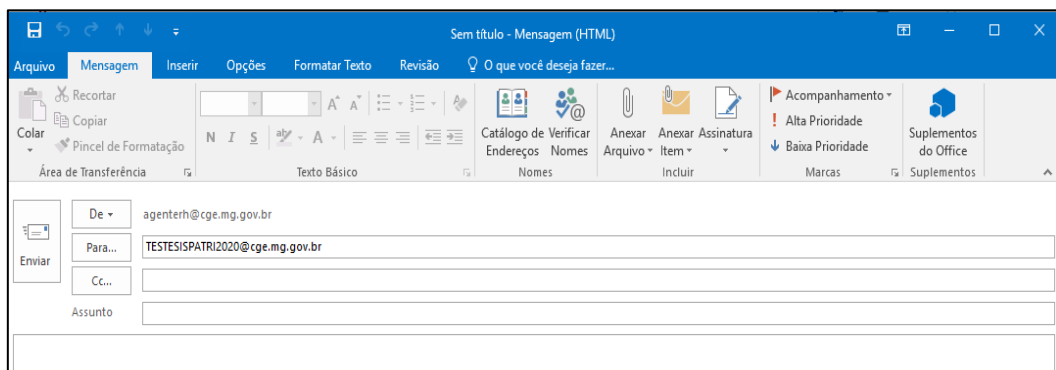 Sem título - Mensagem (HTML)
Arquivo Mensagem Inserir Opções Formatar Texto Revisão O que você deseja fazer...
Recortar
Copiar
Pincel de Formatação
Colar
Área de Transferência
N I S
Texto Básico
Catálogo de Endereços
Verificar Nomes
Nomes
Anexar Arquivo
Anexar Item
Assinatura
Incluir
Acompanhamento
Alta Prioridade
Baixa Prioridade
Marcas
Suplementos do Office
Suplementos
Enviar
De agenterh@cge.mg.gov.br
Para... TESTESISPATRI2020@cge.mg.gov.br
Cc...
Assunto